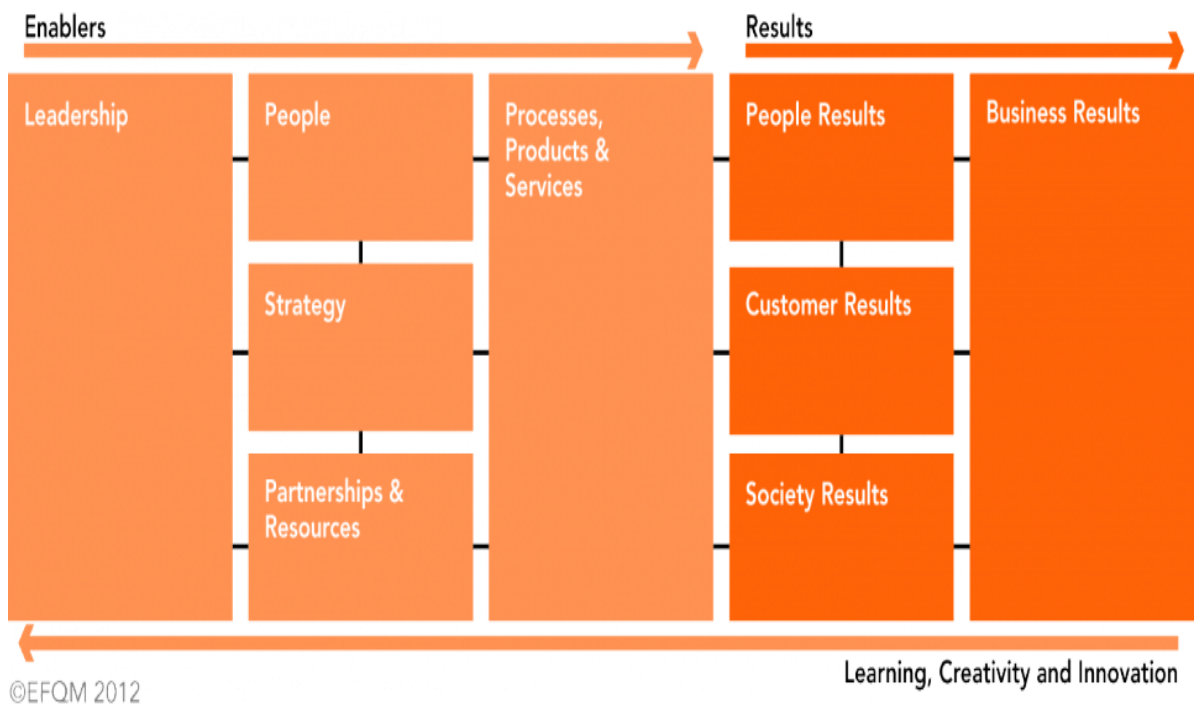 Enablers
Results
Leadership
People
Processes,
Products &
Services
People Results
Business Results
Strategy
Customer Results
Partnerships &
Resources
Society Results
Learning, Creativity and Innovation
©EFQM 2012